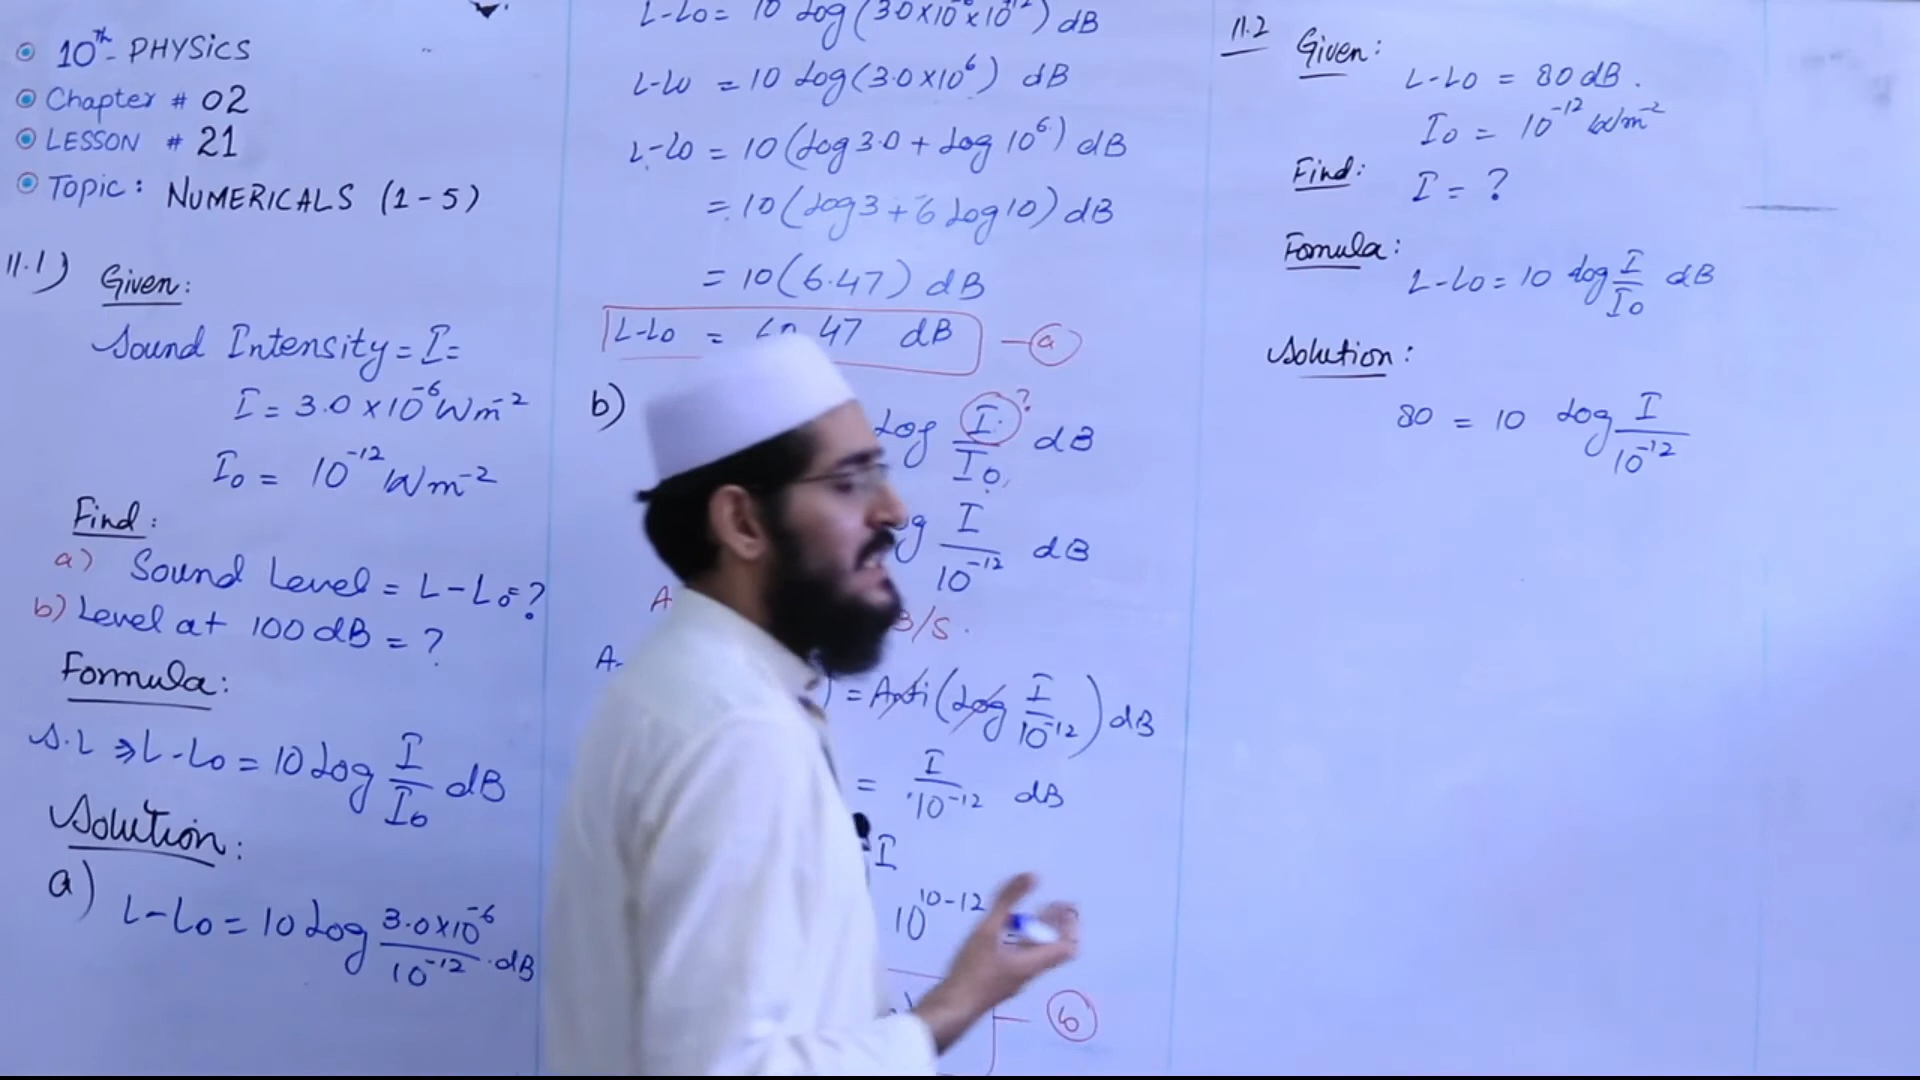 10th - PHYSICS
Chapter # 02
LESSON # 21
Topic: NUMERICALS (1-5)
11.1) Given:
Sound Intensity = I =
I = 3.0 × 10⁻⁶ Wm⁻²
I₀ = 10⁻¹² Wm⁻²
Find:
a) Sound Level = L-L₀ = ?
b) Level at 100 dB = ?
Formula:
S.L ⇒ L-L₀ = 10 Log I/I₀ dB
Solution:
a) L-L₀ = 10 Log 3.0×10⁻⁶/10⁻¹² . dB
L-L₀ = 10 Log (3.0 × 10⁻⁶ × 10¹²) dB
L-L₀ = 10 Log (3.0×10⁶) dB
L-L₀ = 10 (Log 3.0 + Log 10⁶) dB
= 10 (Log 3 + 6 Log 10) dB
= 10 (6.47) dB
L-L₀ = 47 dB — a
b) Log I/I₀ dB ?
I/10⁻¹² dB
B/S.
) = Anti (Log I/10⁻¹²) dB
= I/10⁻¹² dB
= I
10¹⁰⁻¹²
b
11.2 Given:
L-L₀ = 80 dB.
I₀ = 10⁻¹² Wm⁻²
Find: I = ?
Fomula:
L-L₀ = 10 Log I/I₀ dB
Solution:
80 = 10 Log I/10⁻¹²